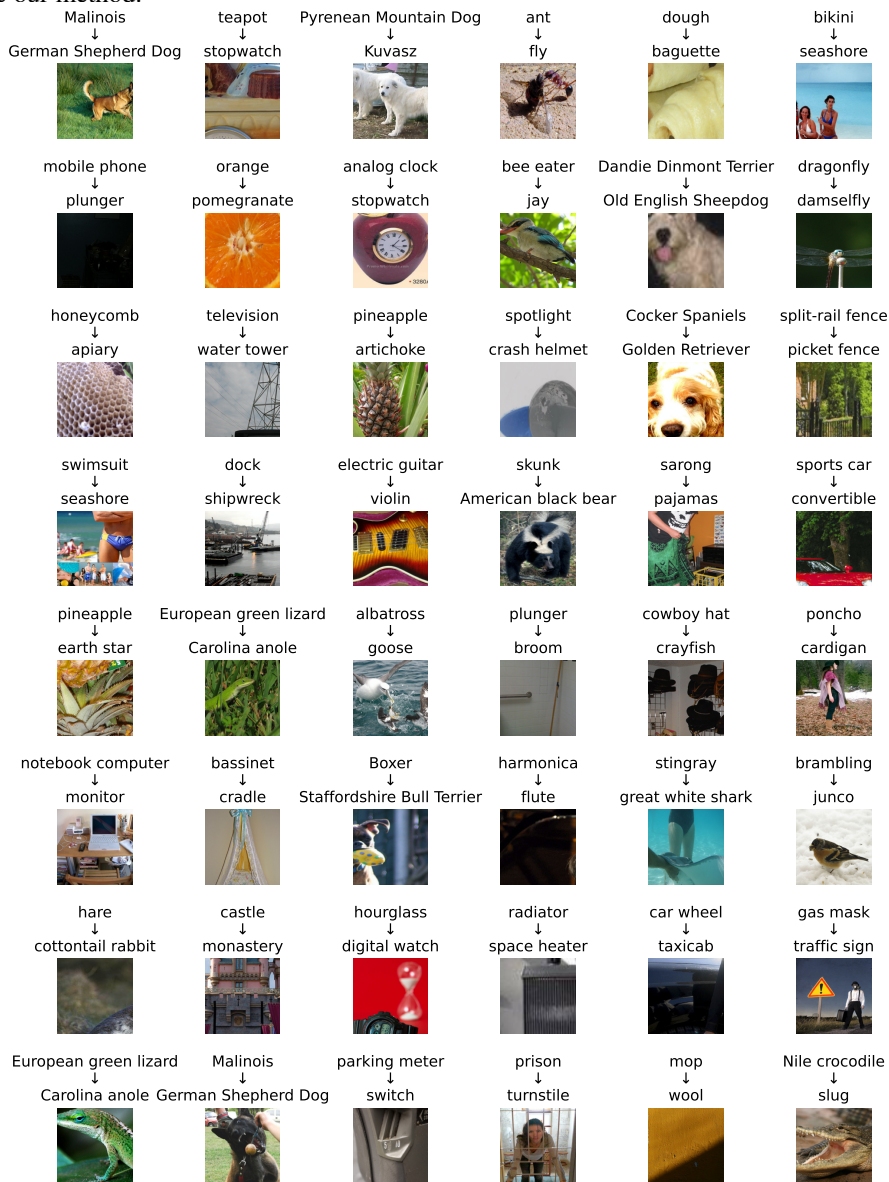 e our method.
Malinois teapot Pyrenean Mountain Dog ant dough bikini
↓ ↓ ↓ ↓ ↓ ↓
German Shepherd Dog stopwatch Kuvasz fly baguette seashore
mobile phone orange analog clock bee eater Dandie Dinmont Terrier dragonfly
↓ ↓ ↓ ↓ ↓ ↓
plunger pomegranate stopwatch jay Old English Sheepdog damselfly
• 3280/
honeycomb television pineapple spotlight Cocker Spaniels split-rail fence
↓ ↓ ↓ ↓ ↓ ↓
apiary water tower artichoke crash helmet Golden Retriever picket fence
swimsuit dock electric guitar skunk sarong sports car
↓ ↓ ↓ ↓ ↓ ↓
seashore shipwreck violin American black bear pajamas convertible
pineapple European green lizard albatross plunger cowboy hat poncho
↓ ↓ ↓ ↓ ↓ ↓
earth star Carolina anole goose broom crayfish cardigan
notebook computer bassinet Boxer harmonica stingray brambling
↓ ↓ ↓ ↓ ↓ ↓
monitor cradle Staffordshire Bull Terrier flute great white shark junco
hare castle hourglass radiator car wheel gas mask
↓ ↓ ↓ ↓ ↓ ↓
cottontail rabbit monastery digital watch space heater taxicab traffic sign
European green lizard Malinois parking meter prison mop Nile crocodile
↓ ↓ ↓ ↓ ↓ ↓
Carolina anole German Shepherd Dog switch turnstile wool slug